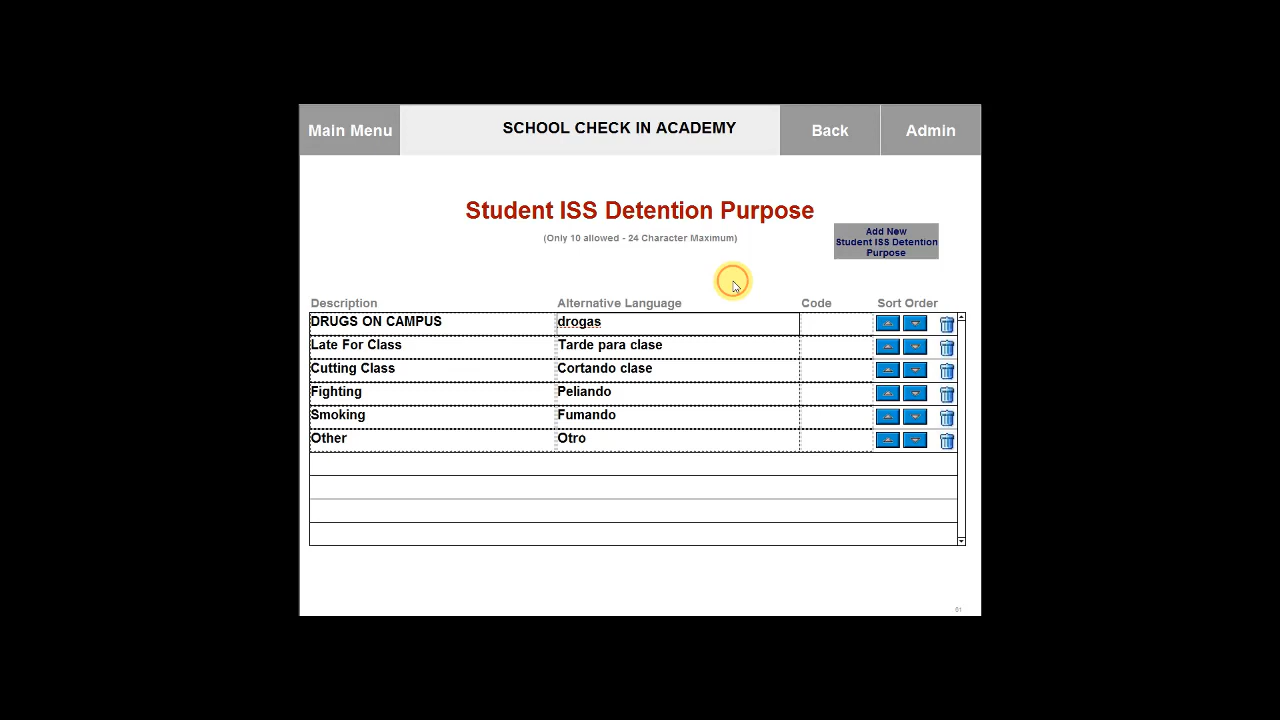 Main Menu
SCHOOL CHECK IN ACADEMY
Back
Admin
Student ISS Detention Purpose
(Only 10 allowed - 24 Character Maximum)
Add New
Student ISS Detention
Purpose
Description Alternative Language Code Sort Order
DRUGS ON CAMPUS drogas
Late For Class Tarde para clase
Cutting Class Cortando clase
Fighting Peliando
Smoking Fumando
Other Otro